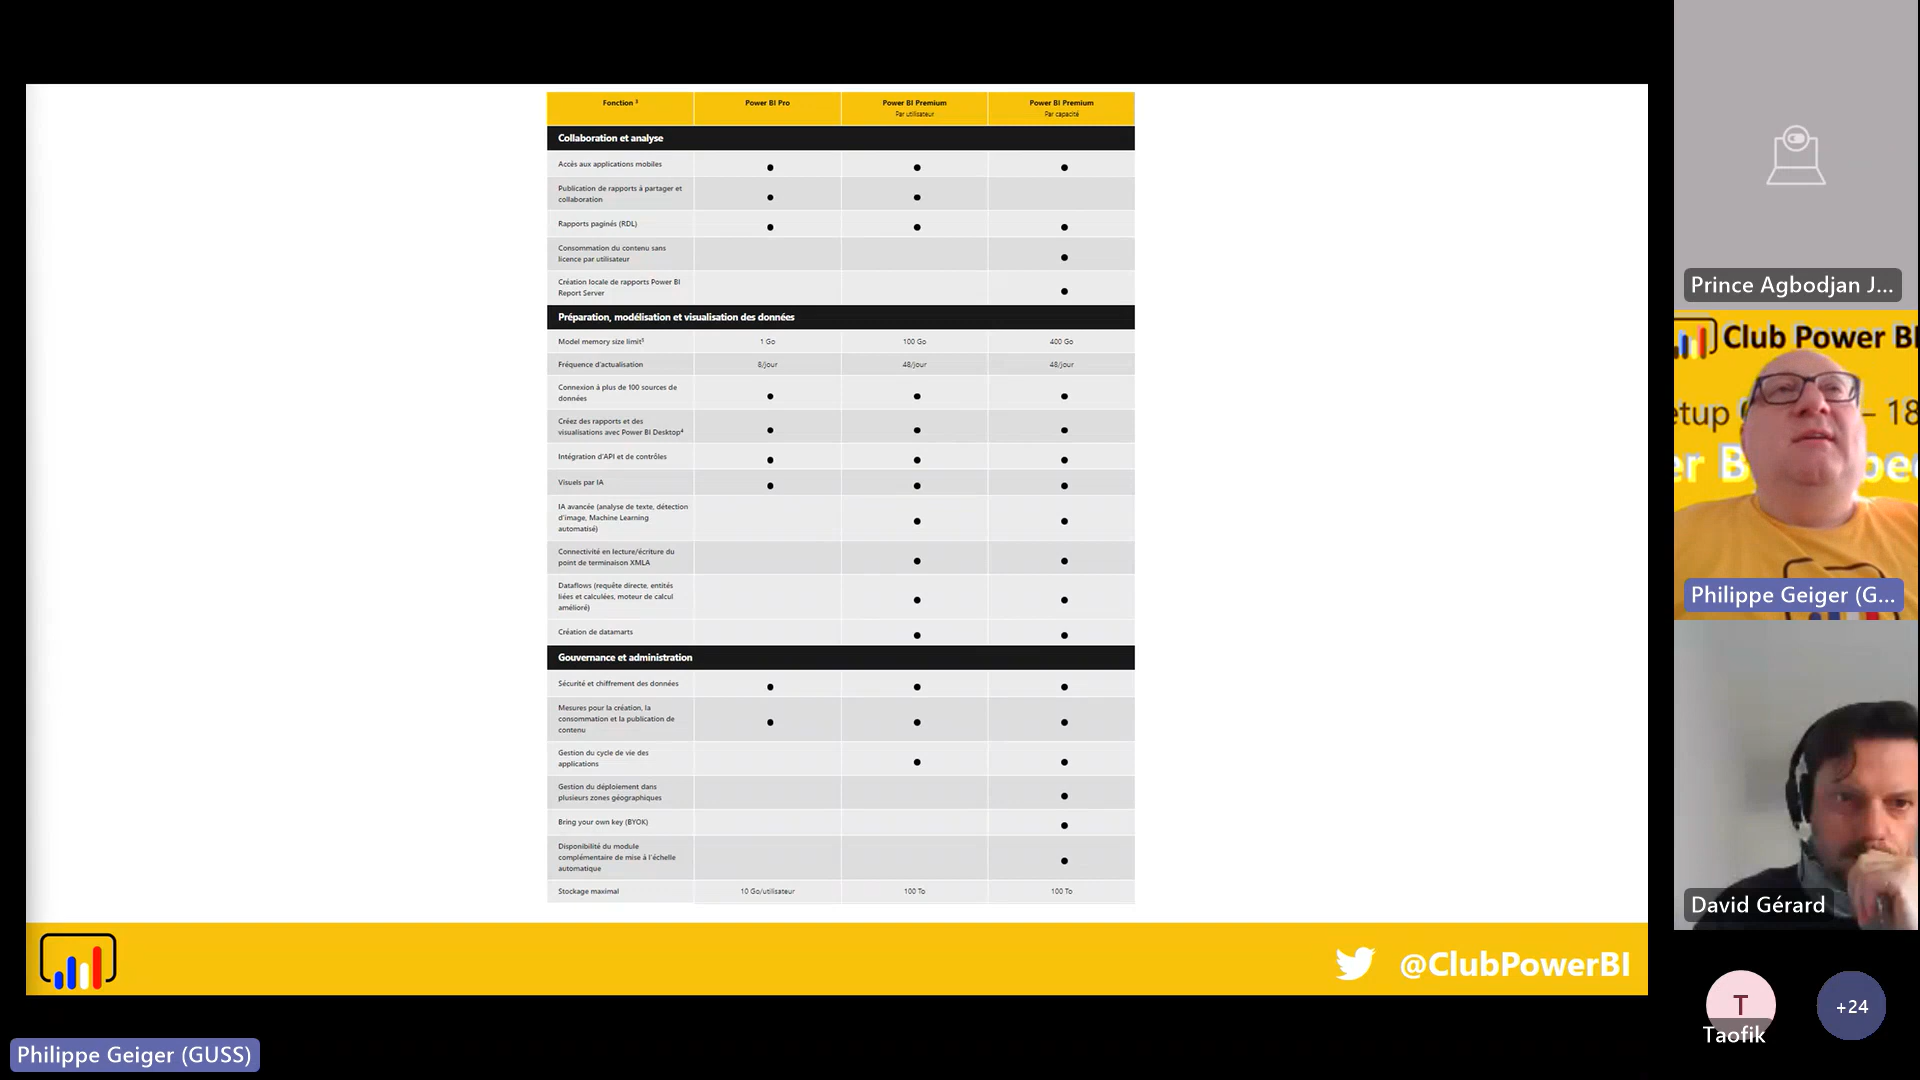 Fonction ³ Power BI Pro Power BI Premium Power BI Premium
Par utilisateur Par capacité
Collaboration et analyse
Accès aux applications mobiles ● ● ●
Publication de rapports à partager et
collaboration ● ●
Rapports paginés (RDL) ● ● ●
Consommation du contenu sans
licence par utilisateur ●
Création locale de rapports Power BI
Report Server ●
Préparation, modélisation et visualisation des données
Model memory size limit⁵ 1 Go 100 Go 400 Go
Fréquence d'actualisation 8/jour 48/jour 48/jour
Connexion à plus de 100 sources de
données ● ● ●
Créez des rapports et des
visualisations avec Power BI Desktop⁴ ● ● ●
Intégration d'API et de contrôles ● ● ●
Visuels par IA ● ● ●
IA avancée (analyse de texte, détection
d'image, Machine Learning
automatisé) ● ●
Connectivité en lecture/écriture du
point de terminaison XMLA ● ●
Dataflows (requête directe, entités
liées et calculées, moteur de calcul
amélioré) ● ●
Création de datamarts ● ●
Gouvernance et administration
Sécurité et chiffrement des données ● ● ●
Mesures pour la création, la
consommation et la publication de
contenu ● ● ●
Gestion du cycle de vie des
applications ● ●
Gestion du déploiement dans
plusieurs zones géographiques ●
Bring your own key (BYOK) ●
Disponibilité du module
complémentaire de mise à l'échelle
automatique ●
Stockage maximal 10 Go/utilisateur 100 To 100 To
@ClubPowerBI
Philippe Geiger (GUSS)
Prince Agbodjan J...
Club Power BI
etup – 18
er B
Philippe Geiger (G...
David Gérard
T
Taofik
+24